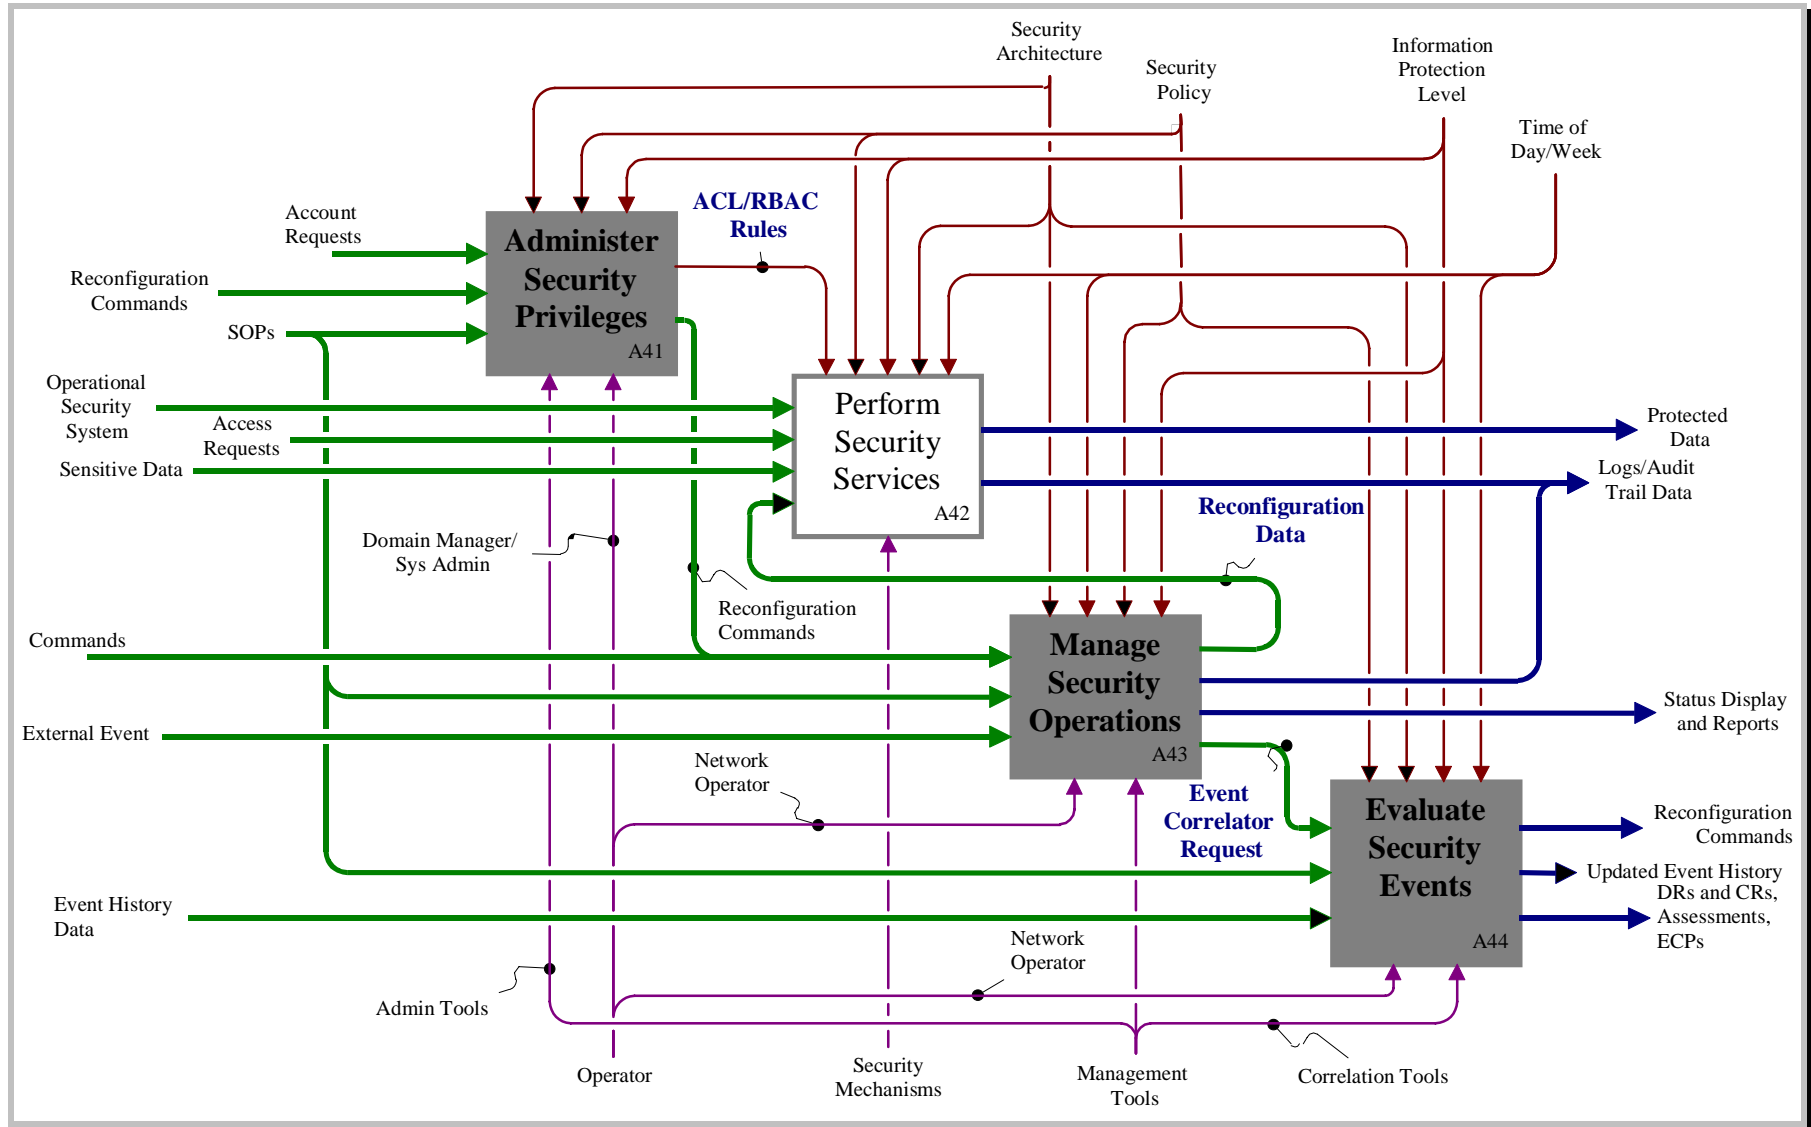 Security
Architecture
Security
Policy
Information
Protection
Level
Time of
Day/Week
Account
Requests
Reconfiguration
Commands
SOPs
Administer
Security
Privileges
A41
ACL/RBAC
Rules
Operational
Security
System
Access
Requests
Sensitive Data
Perform
Security
Services
A42
Protected
Data
Logs/Audit
Trail Data
Reconfiguration
Data
Domain Manager/
Sys Admin
Reconfiguration
Commands
Commands
External Event
Manage
Security
Operations
A43
Status Display
and Reports
Network
Operator
Event
Correlator
Request
Evaluate
Security
Events
A44
Reconfiguration
Commands
Updated Event History
DRs and CRs,
Assessments,
ECPs
Event History
Data
Network
Operator
Admin Tools
Operator
Security
Mechanisms
Management
Tools
Correlation Tools